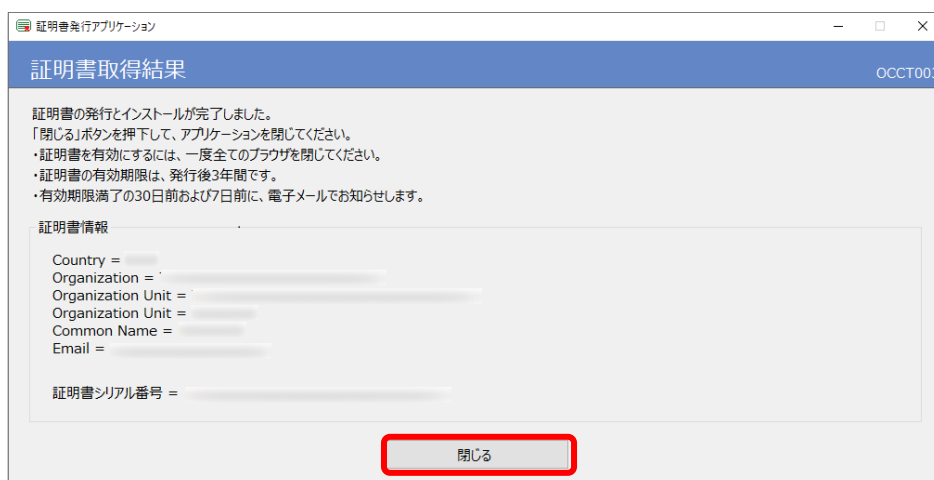 証明書発行アプリケーション
証明書取得結果
OCCT003
証明書の発行とインストールが完了しました。
「閉じる」ボタンを押下して、アプリケーションを閉じてください。
・証明書を有効にするには、一度全てのブラウザを閉じてください。
・証明書の有効期限は、発行後3年間です。
・有効期限満了の30日前および7日前に、電子メールでお知らせします。
証明書情報
Country =
Organization =
Organization Unit =
Organization Unit =
Common Name =
Email =
証明書シリアル番号 =
閉じる